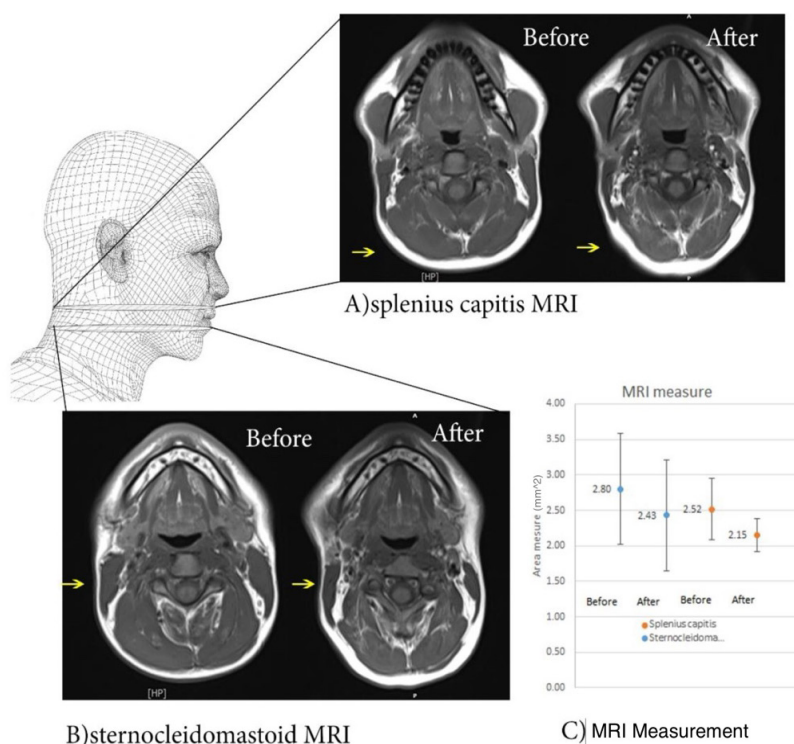 Before After
A
[HP]
P
A)splenius capitis MRI
Before After
A
[HP]
P
B)sternocleidomastoid MRI
MRI measure
Area mesure (mm^2)
4.00
3.50
3.00
2.50
2.00
1.50
1.00
0.50
0.00
2.80
2.43
2.52
2.15
Before After Before After
Splenius capitis
Sternocleidoma...
C) MRI Measurement